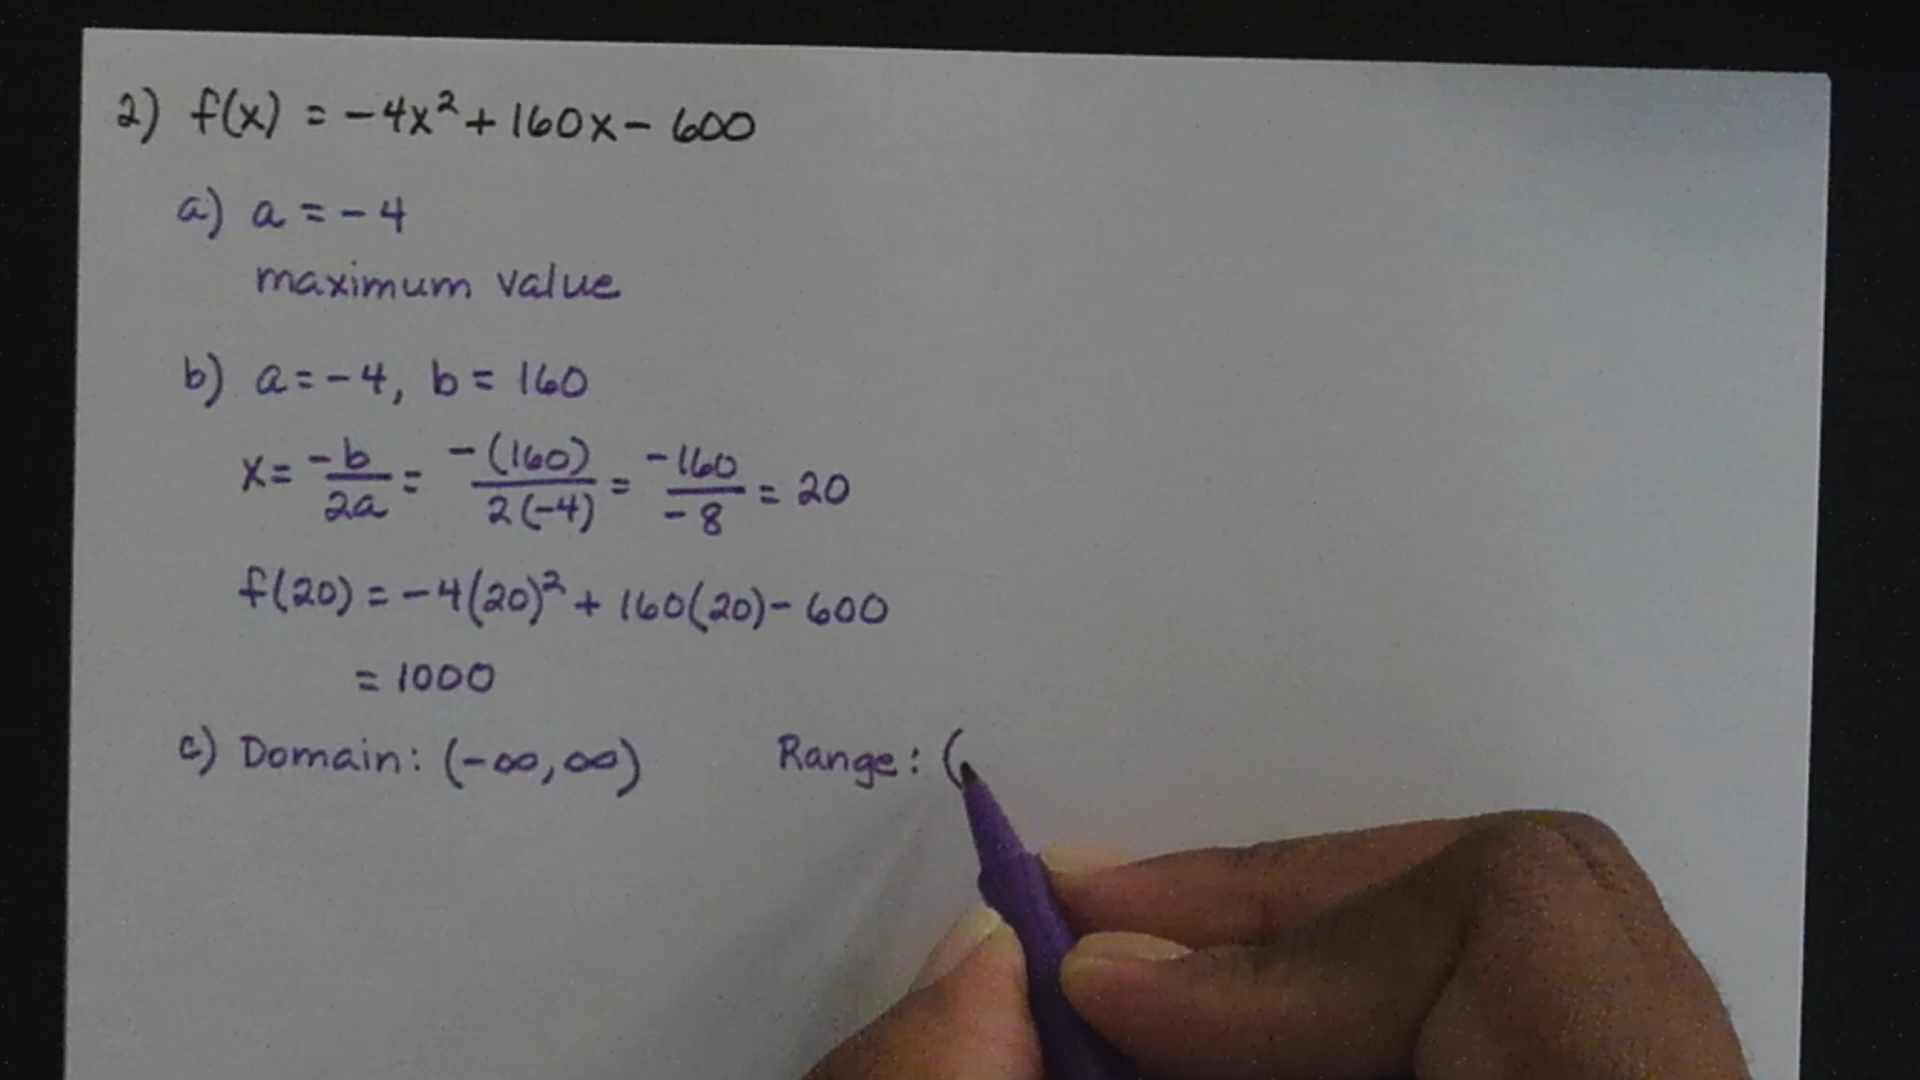 2) f(x) = -4x² + 160x - 600
a) a = -4
maximum value
b) a = -4, b = 160
x = -b/2a = -(160)/2(-4) = -160/-8 = 20
f(20) = -4(20)² + 160(20) - 600
= 1000
c) Domain: (-∞, ∞) Range: (